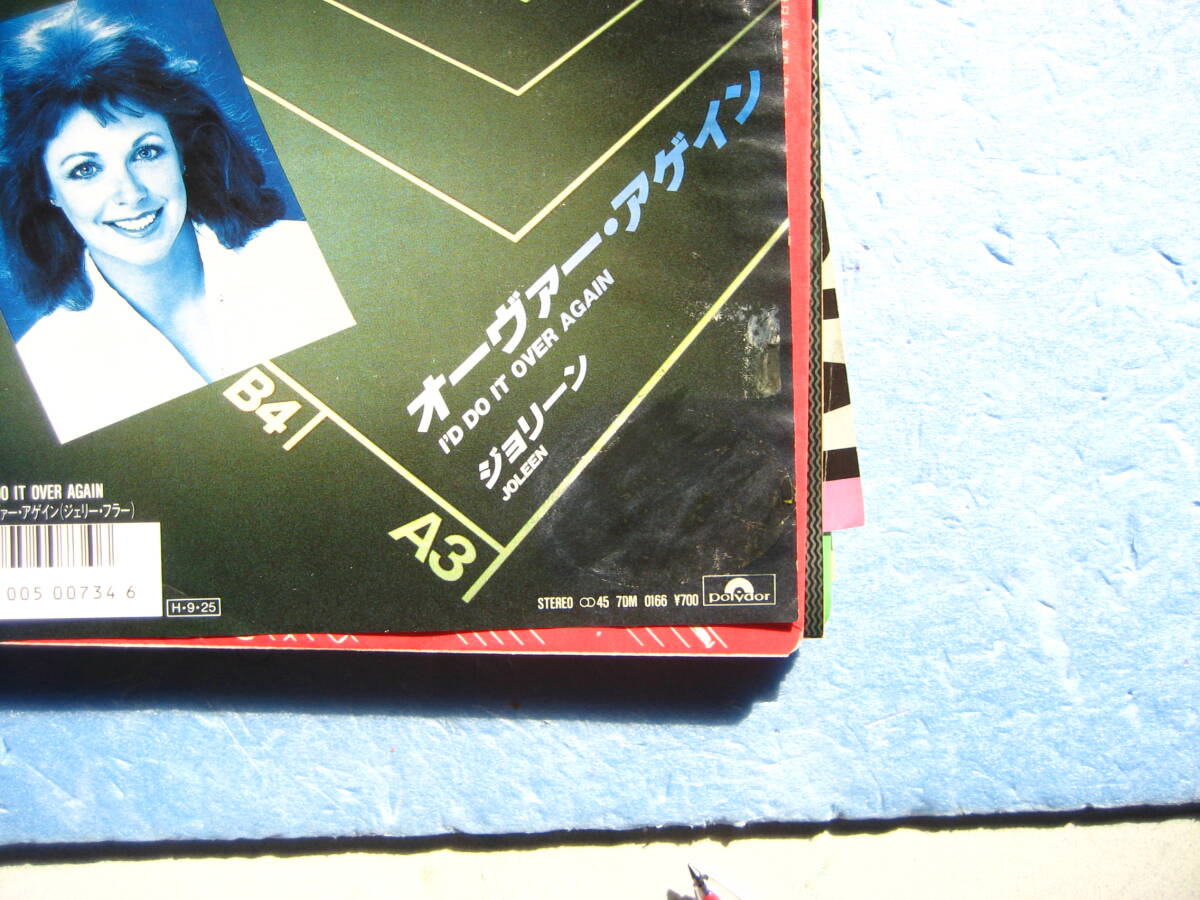 オーヴァー・アゲイン
I'D DO IT OVER AGAIN
ジョリーン
JOLEEN
B4
A3
O IT OVER AGAIN
ァー・アゲイン(ジェリー・フラー)
005 00734 6
H・9・25
STEREO 45 7DM 0166 ¥700
polydor